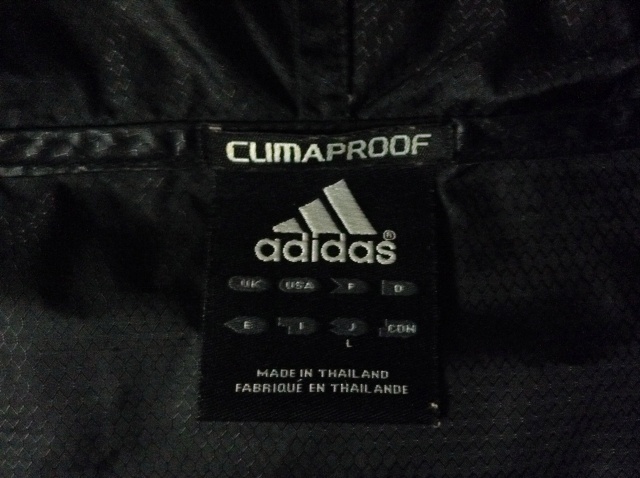 CLIMAPROOF
adidas®
UK USA F D
E I J CDN
L
MADE IN THAILAND
FABRIQUÉ EN THAILANDE